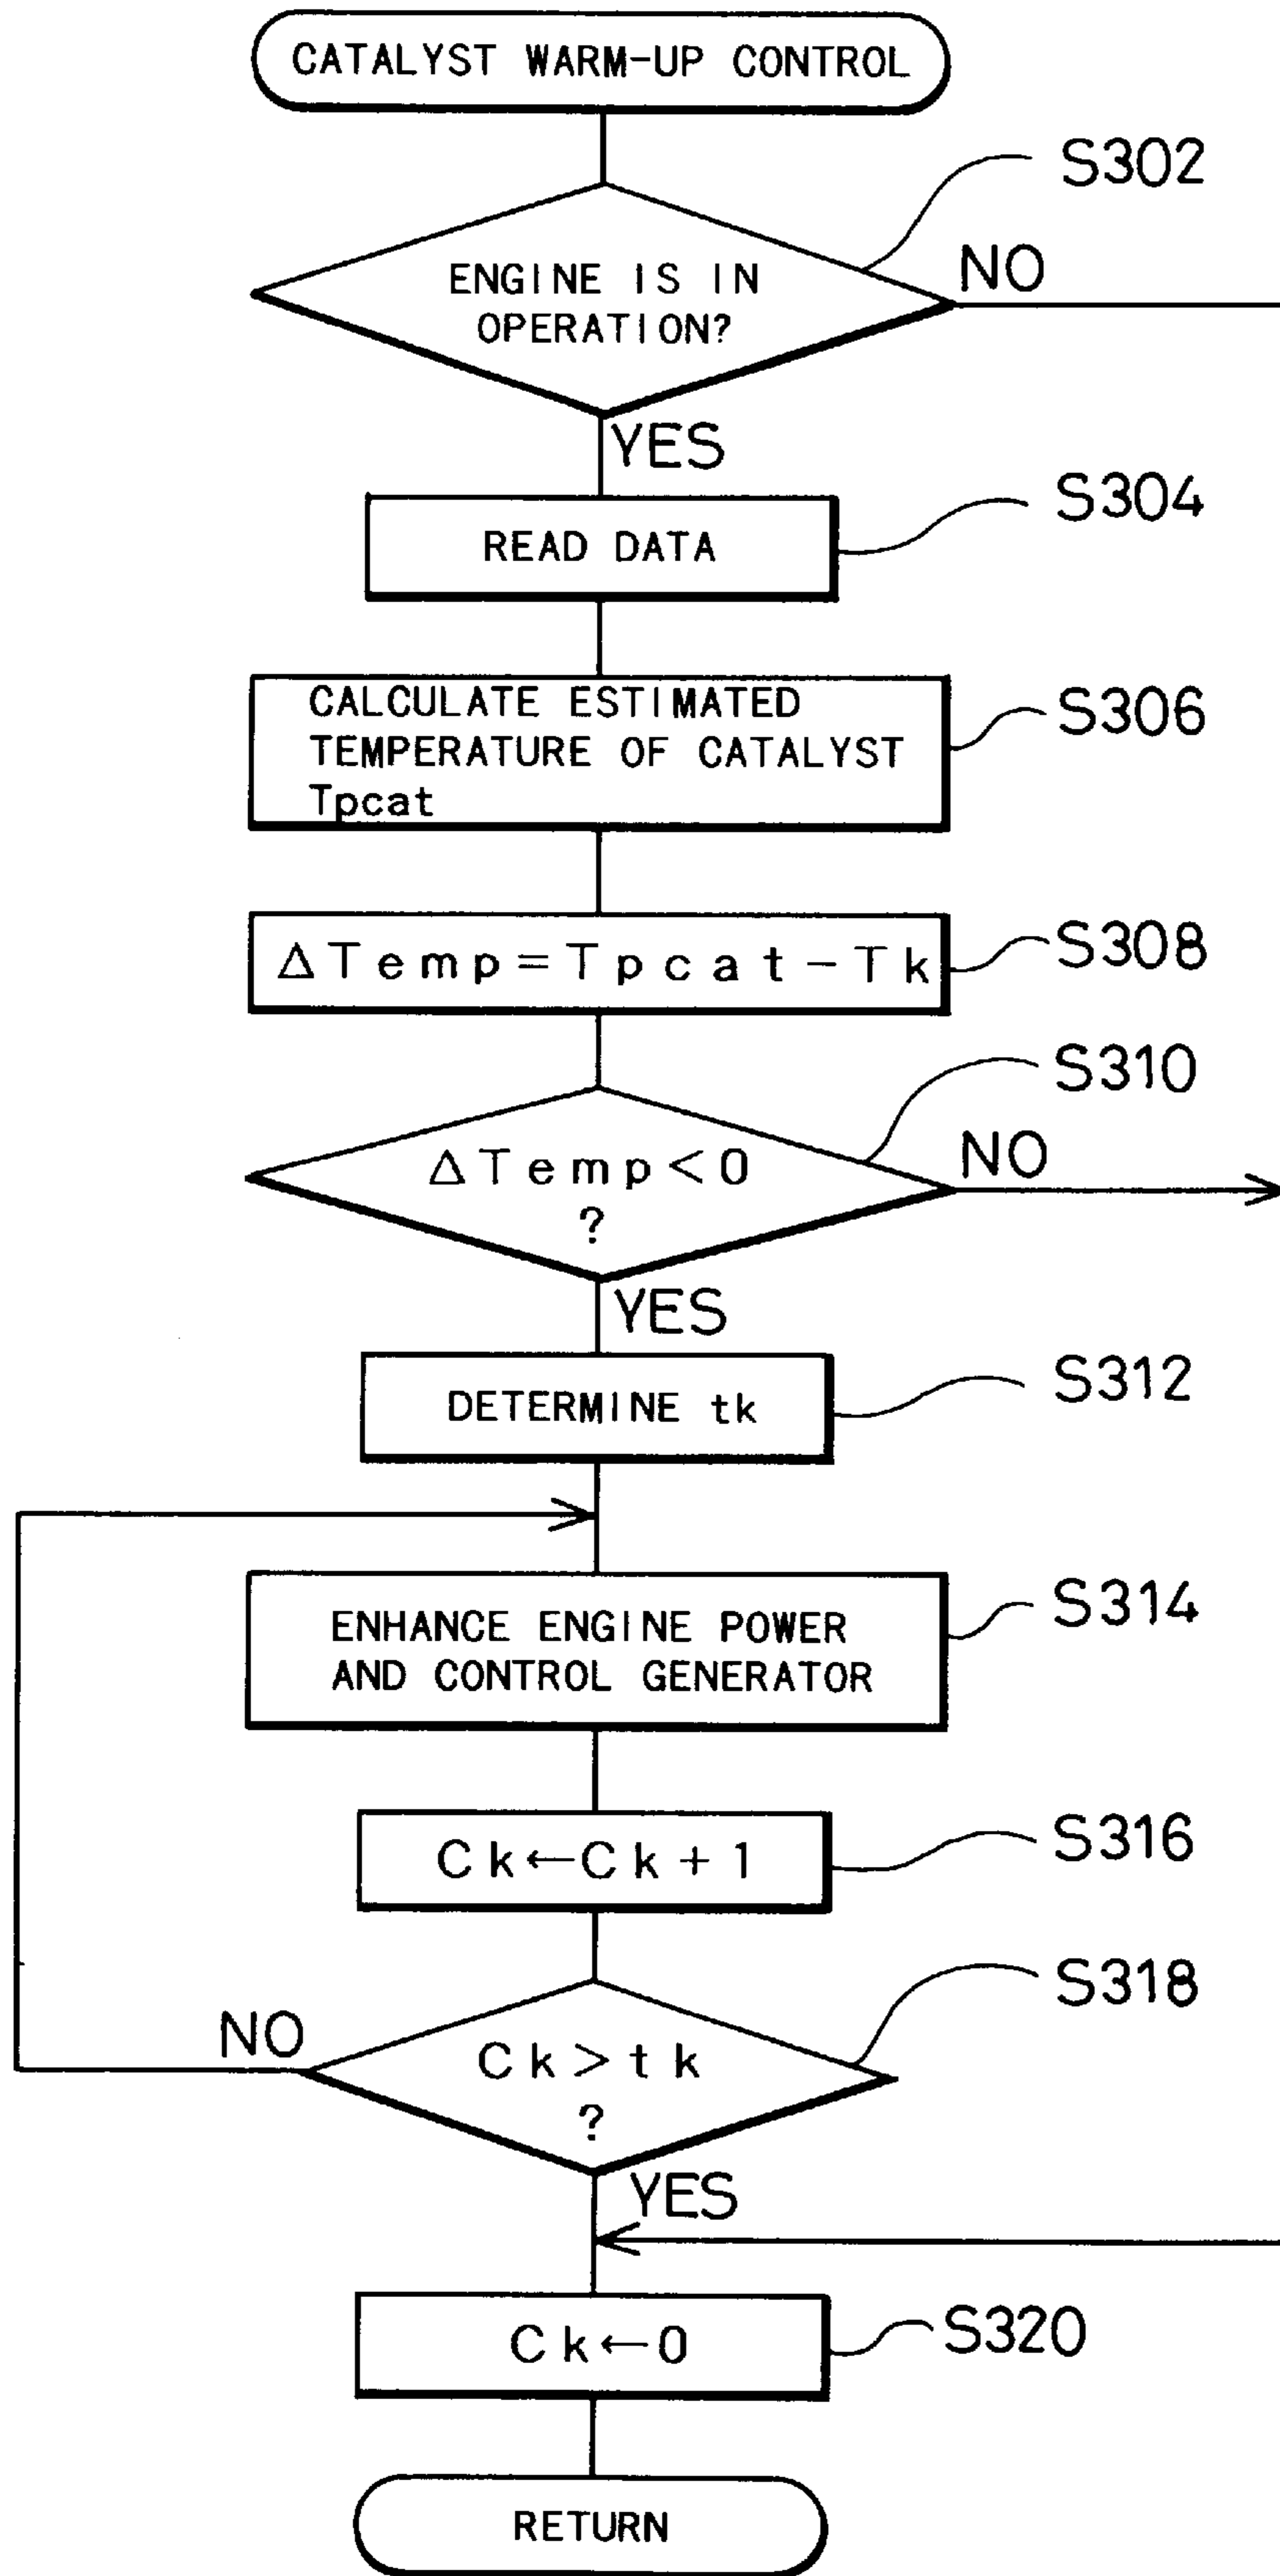 CATALYST WARM-UP CONTROL
S302
ENGINE IS IN
OPERATION?
NO
YES
READ DATA
S304
CALCULATE ESTIMATED
TEMPERATURE OF CATALYST
Tpcat
S306
ΔTemp=Tpcat-Tk
S308
S310
ΔTemp<0
?
NO
YES
DETERMINE tk
S312
ENHANCE ENGINE POWER
AND CONTROL GENERATOR
S314
Ck←Ck+1
S316
S318
NO
Ck>tk
?
YES
Ck←0
S320
RETURN